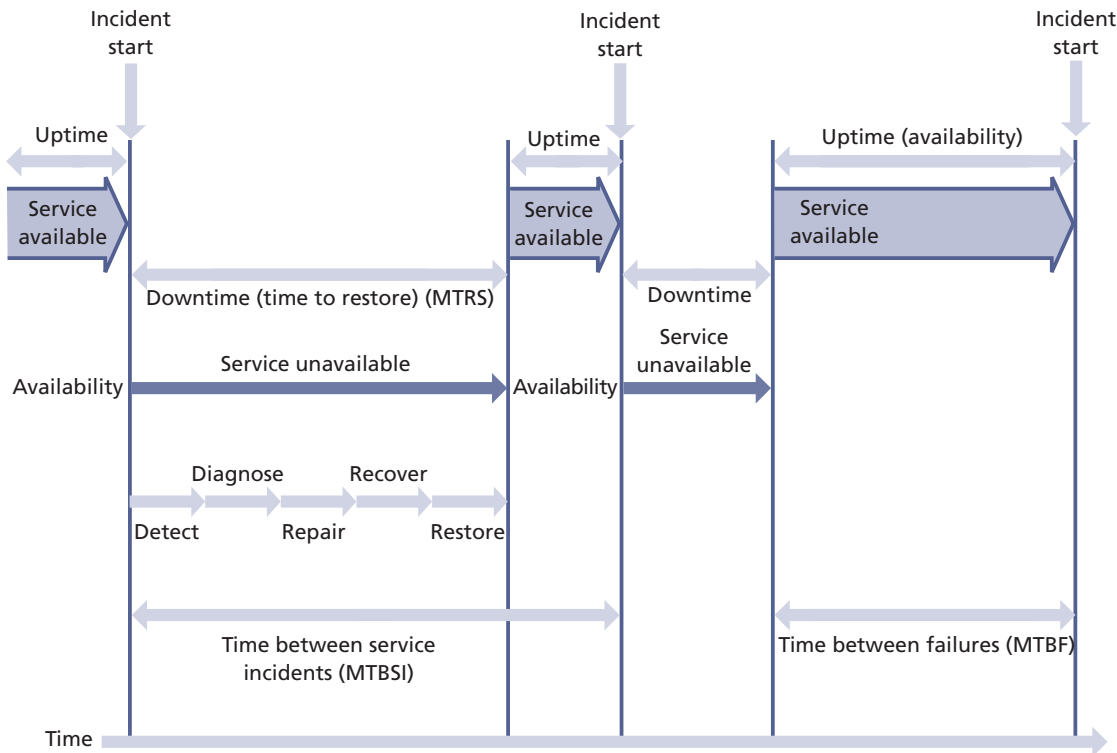 Incident
start
Incident
start
Incident
start
Uptime
Uptime
Uptime (availability)
Service
available
Service
available
Service
available
Downtime (time to restore) (MTRS)
Downtime
Service unavailable
Service
unavailable
Availability
Availability
Diagnose
Recover
Detect
Repair
Restore
Time between service
incidents (MTBSI)
Time between failures (MTBF)
Time